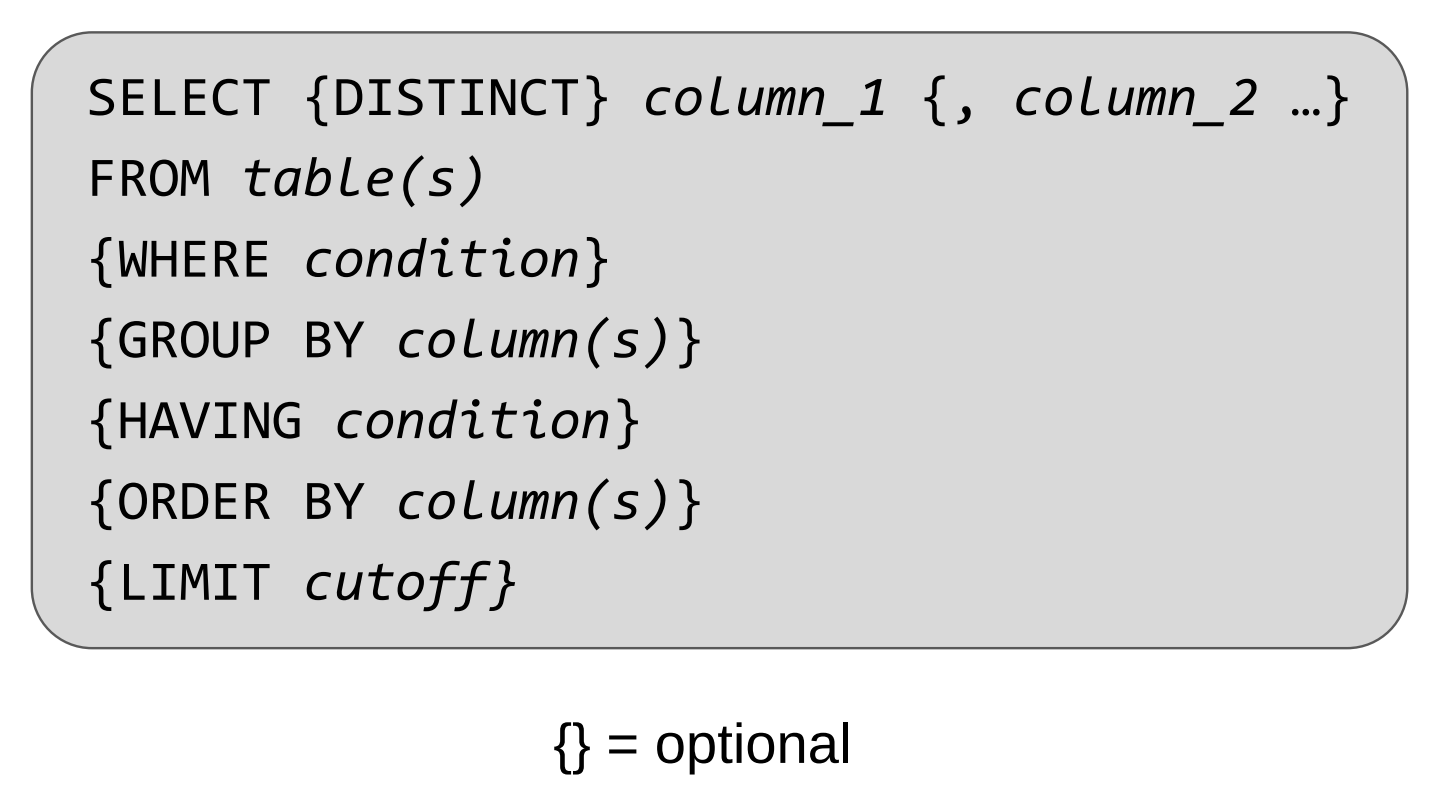 SELECT {DISTINCT} column_1 {, column_2 …}
FROM table(s)
{WHERE condition}
{GROUP BY column(s)}
{HAVING condition}
{ORDER BY column(s)}
{LIMIT cutoff}
{} = optional